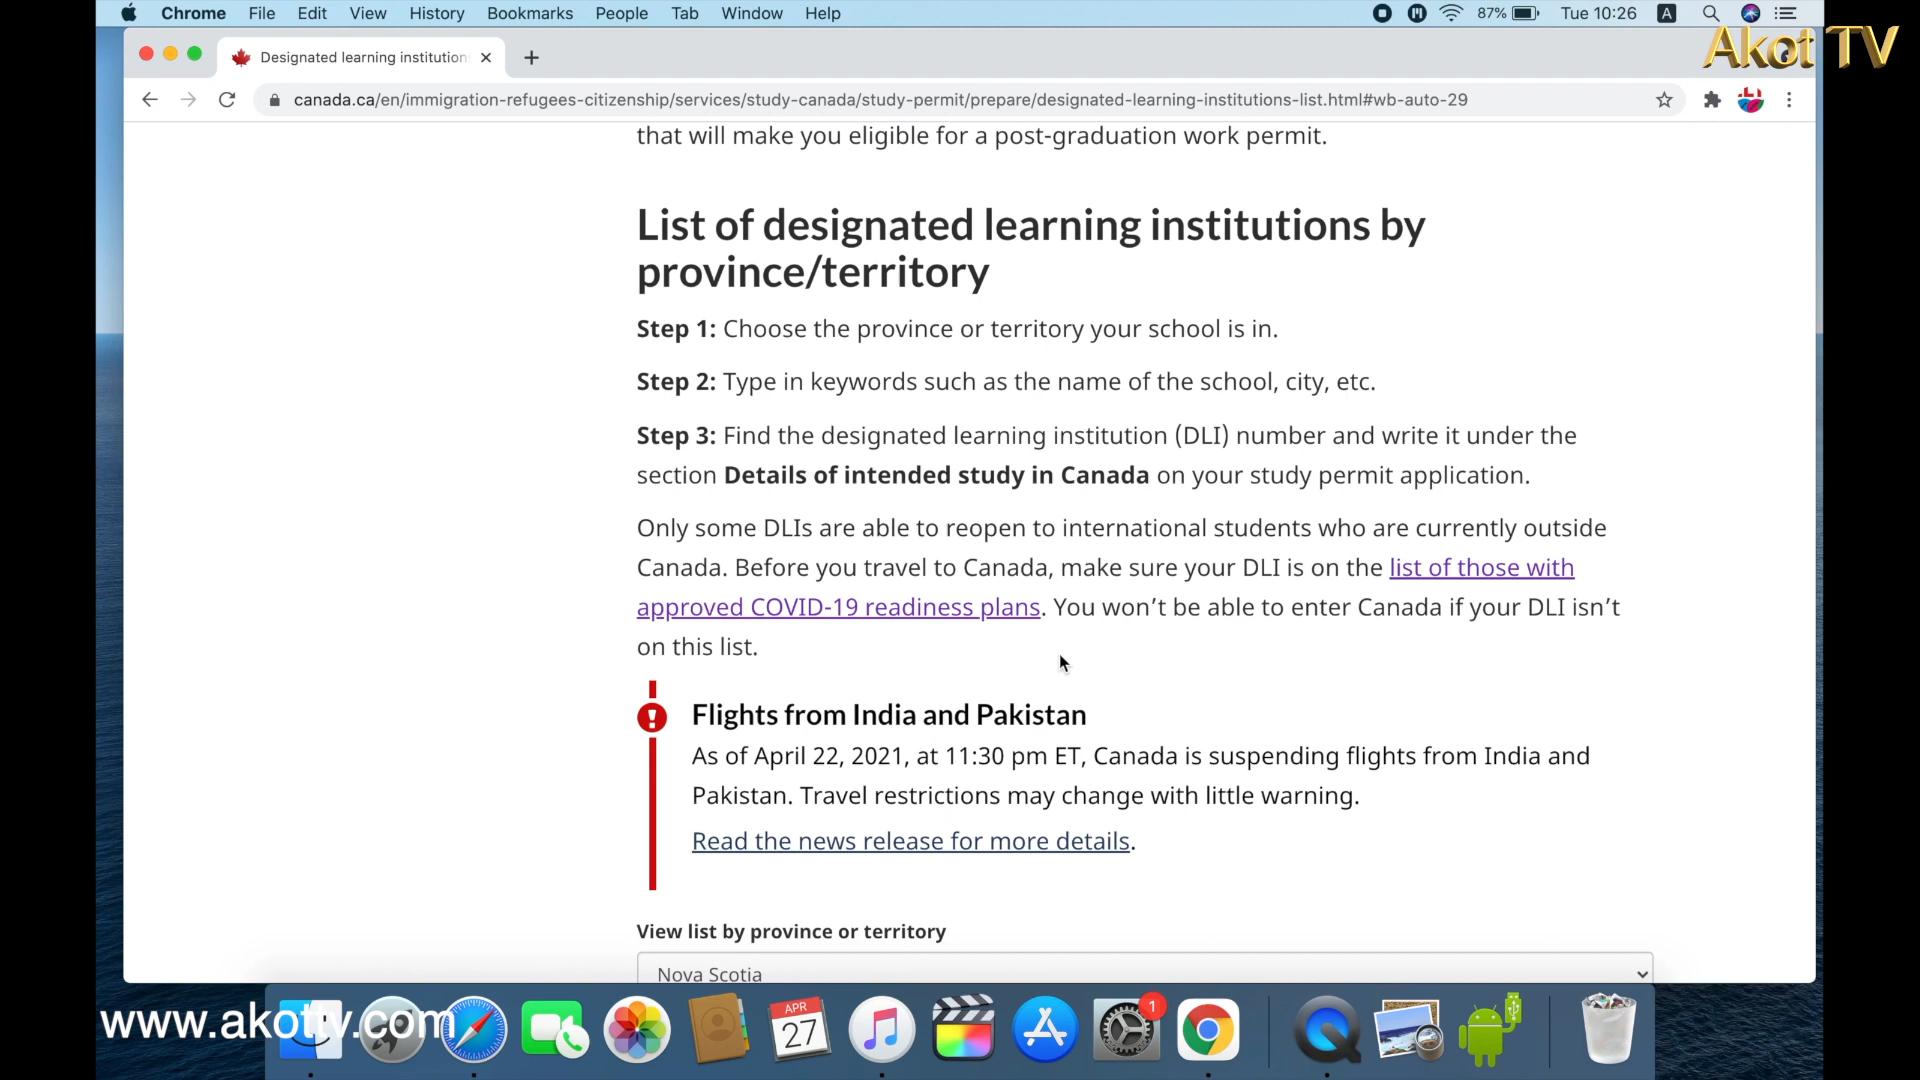 Chrome File Edit View History Bookmarks People Tab Window Help 87% Tue 10:26 A
Akot TV
Designated learning institution
canada.ca/en/immigration-refugees-citizenship/services/study-canada/study-permit/prepare/designated-learning-institutions-list.html#wb-auto-29
that will make you eligible for a post-graduation work permit.
List of designated learning institutions by
province/territory
Step 1: Choose the province or territory your school is in.
Step 2: Type in keywords such as the name of the school, city, etc.
Step 3: Find the designated learning institution (DLI) number and write it under the
section Details of intended study in Canada on your study permit application.
Only some DLIs are able to reopen to international students who are currently outside
Canada. Before you travel to Canada, make sure your DLI is on the list of those with
approved COVID-19 readiness plans. You won't be able to enter Canada if your DLI isn't
on this list.
Flights from India and Pakistan
As of April 22, 2021, at 11:30 pm ET, Canada is suspending flights from India and
Pakistan. Travel restrictions may change with little warning.
Read the news release for more details.
View list by province or territory
Nova Scotia
www.akottv.com
APR
27
1